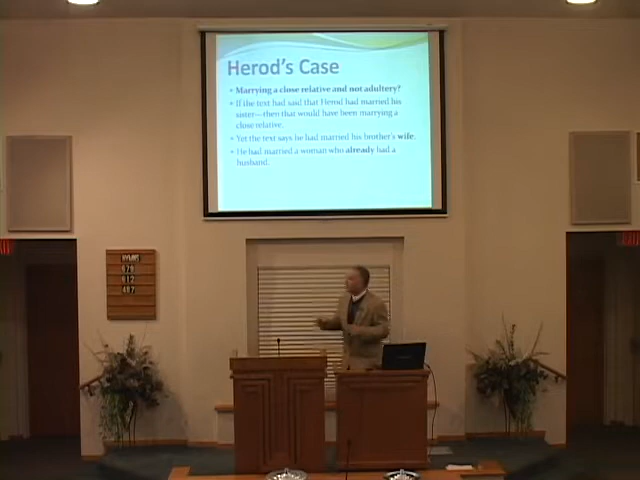 Herod's Case
• Marrying a close relative and not adultery?
• If the text had said that Herod had married his
sister—then that would have been marrying a
close relative.
• Yet the text says he had married his brother's wife.
• He had married a woman who already had a
husband.
HYMNS
679
612
487